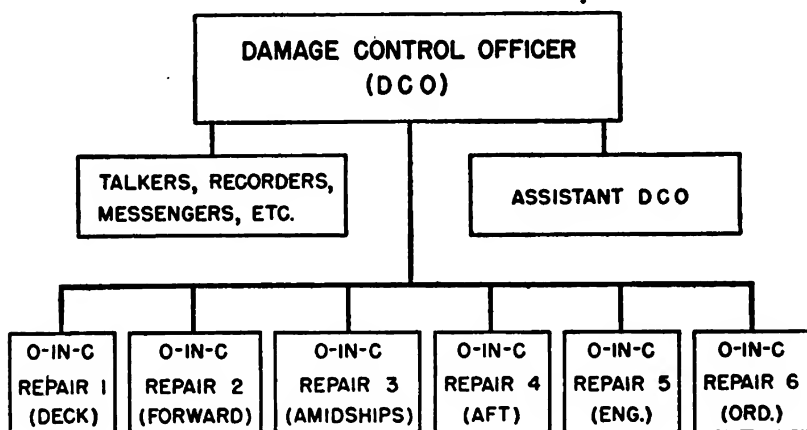 DAMAGE CONTROL OFFICER
(DCO)
TALKERS, RECORDERS,
MESSENGERS, ETC.
ASSISTANT DCO
O-IN-C
REPAIR 1
(DECK)
O-IN-C
REPAIR 2
(FORWARD)
O-IN-C
REPAIR 3
(AMIDSHIPS)
O-IN-C
REPAIR 4
(AFT)
O-IN-C
REPAIR 5
(ENG.)
O-IN-C
REPAIR 6
(ORD.)